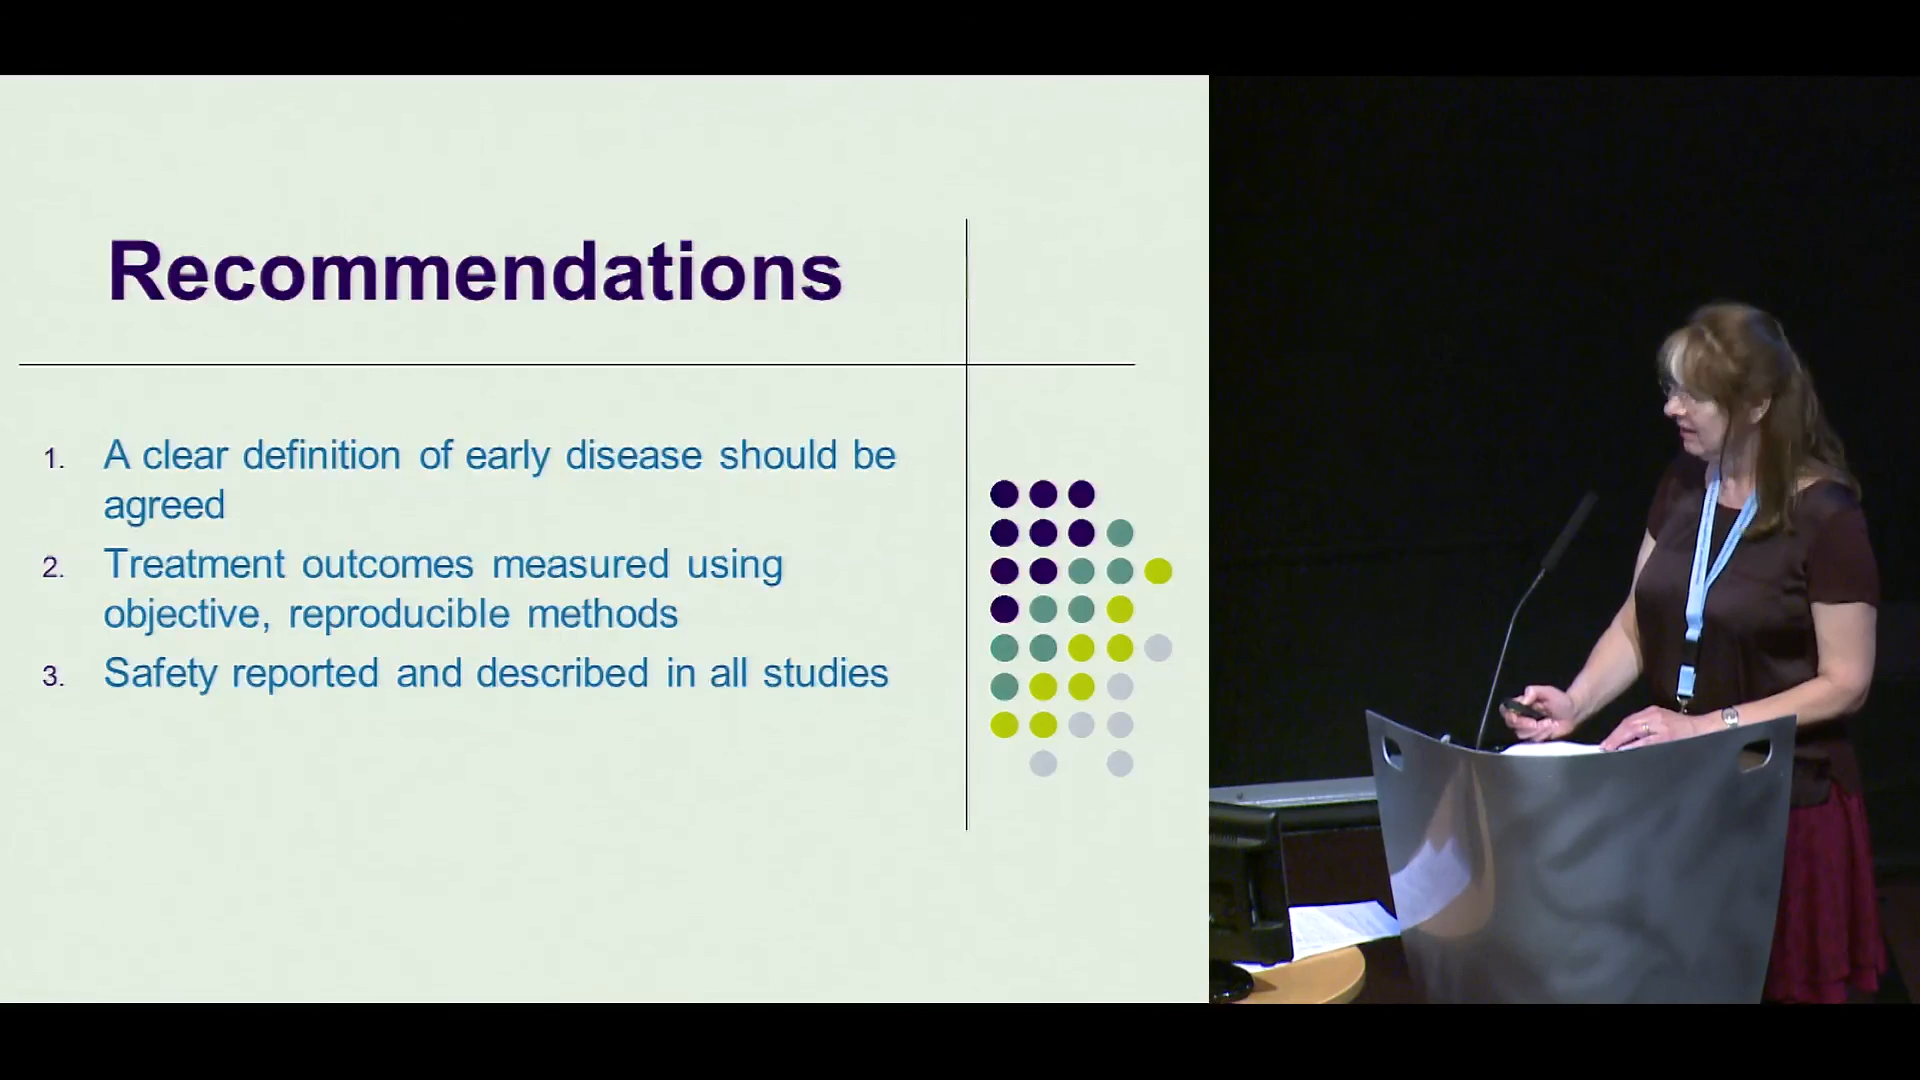 Recommendations
1. A clear definition of early disease should be
agreed
2. Treatment outcomes measured using
objective, reproducible methods
3. Safety reported and described in all studies